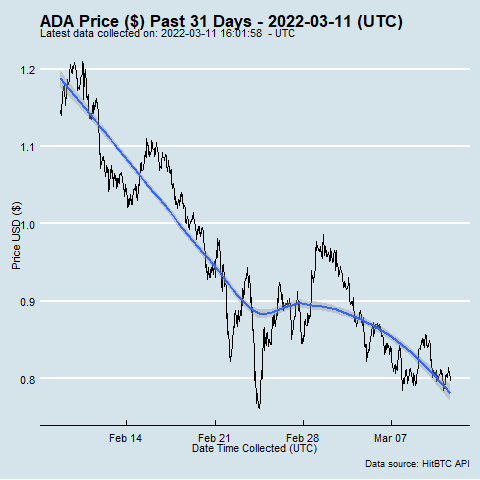 ADA Price ($) Past 31 Days - 2022-03-11 (UTC)
Latest data collected on: 2022-03-11 16:01:58  - UTC
Price USD ($)
1.2
1.1
1.0
0.9
0.8
Feb 14
Feb 21
Feb 28
Mar 07
Date Time Collected (UTC)
Data source: HitBTC API